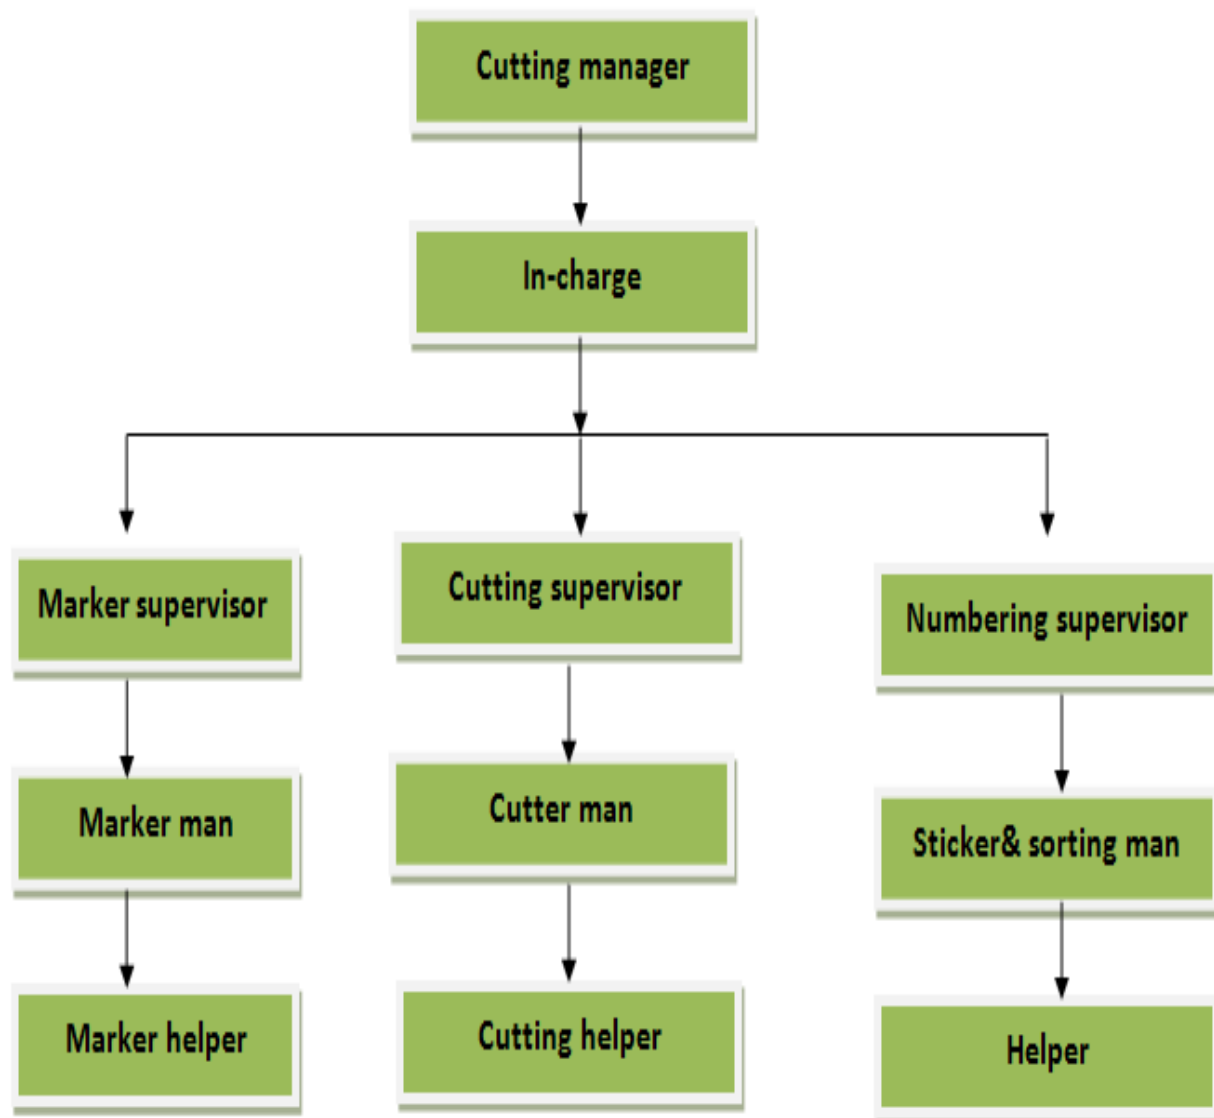 Cutting manager
In-charge
Marker supervisor
Cutting supervisor
Numbering supervisor
Marker man
Cutter man
Sticker& sorting man
Marker helper
Cutting helper
Helper